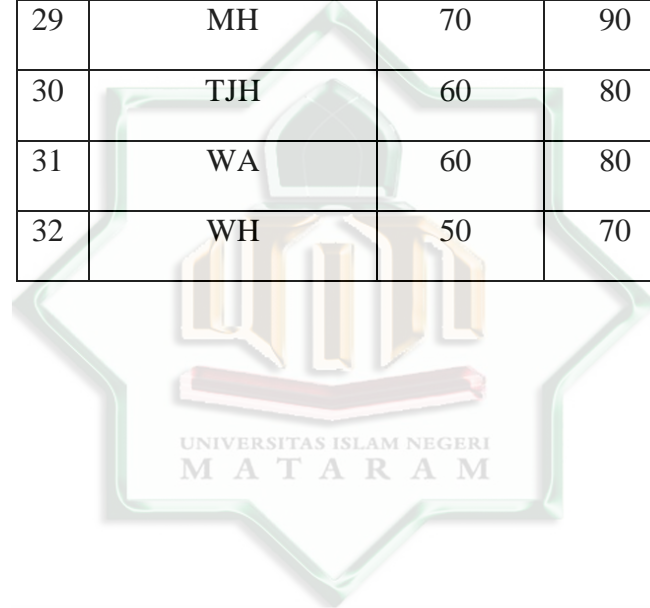 29 MH 70 90
30 TJH 60 80
31 WA 60 80
32 WH 50 70
UNIVERSITAS ISLAM NEGERI
MATARAM